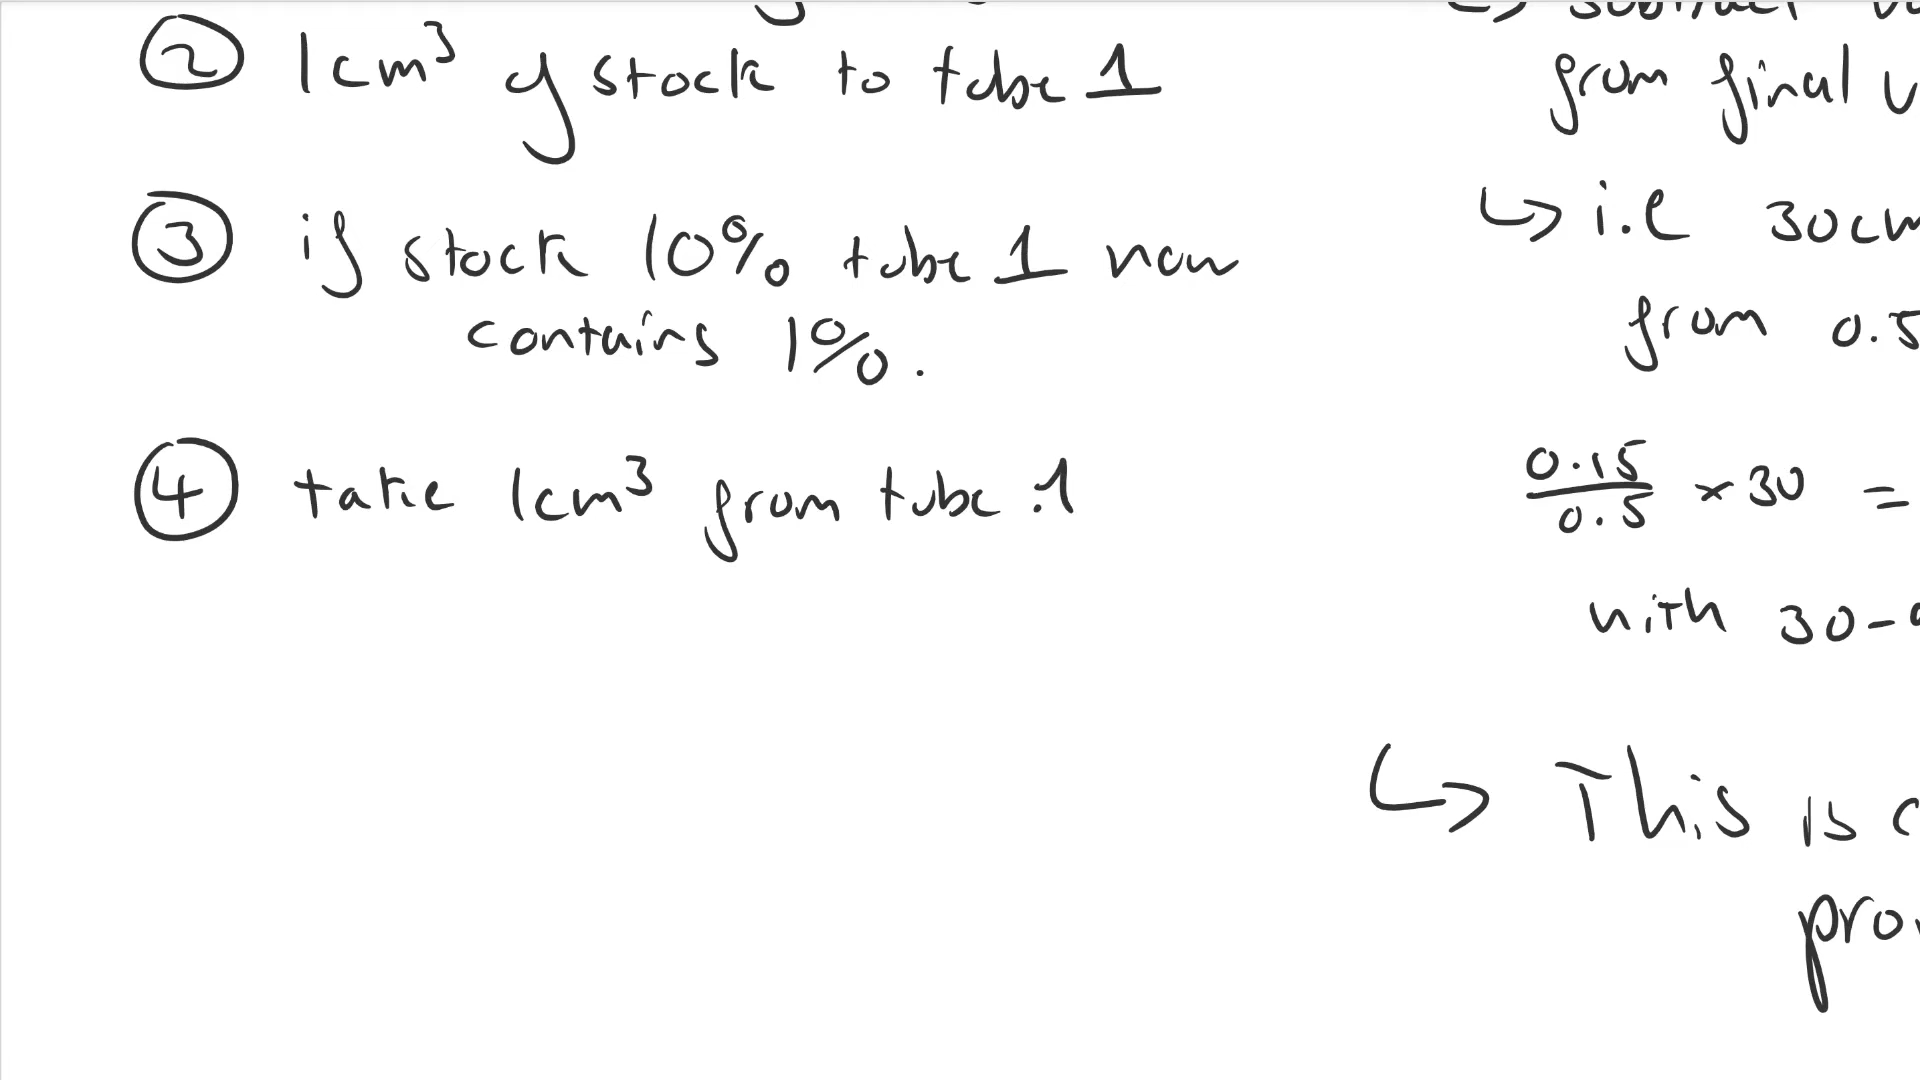 ② 1cm³ of stock to tube 1
③ if stock 10% tube 1 now
contains 1%.
④ take 1cm³ from tube 1
↳ subtract
from final v
↳ i.e 30cm
from 0.5
0.15/0.5 × 30 =
with 30-
↳ This is
pro